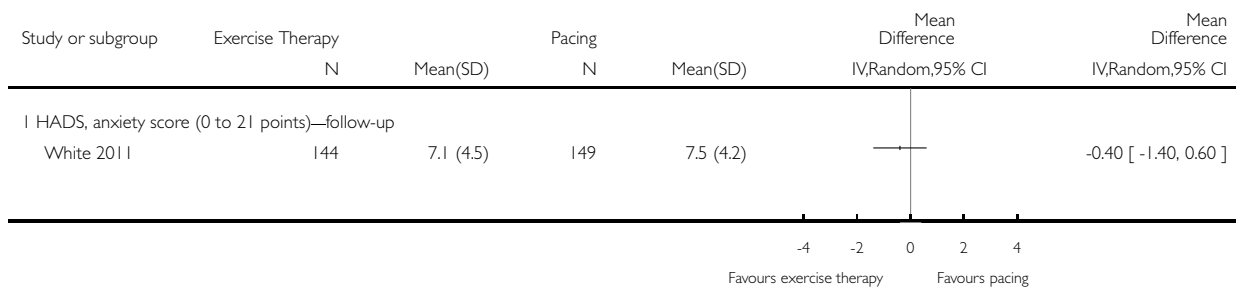 Study or subgroup Exercise Therapy Pacing Mean Difference Mean Difference
N Mean(SD) N Mean(SD) IV,Random,95% CI IV,Random,95% CI
1 HADS, anxiety score (0 to 21 points)—follow-up
White 2011 144 7.1 (4.5) 149 7.5 (4.2) -0.40 [ -1.40, 0.60 ]
-4 -2 0 2 4
Favours exercise therapy Favours pacing